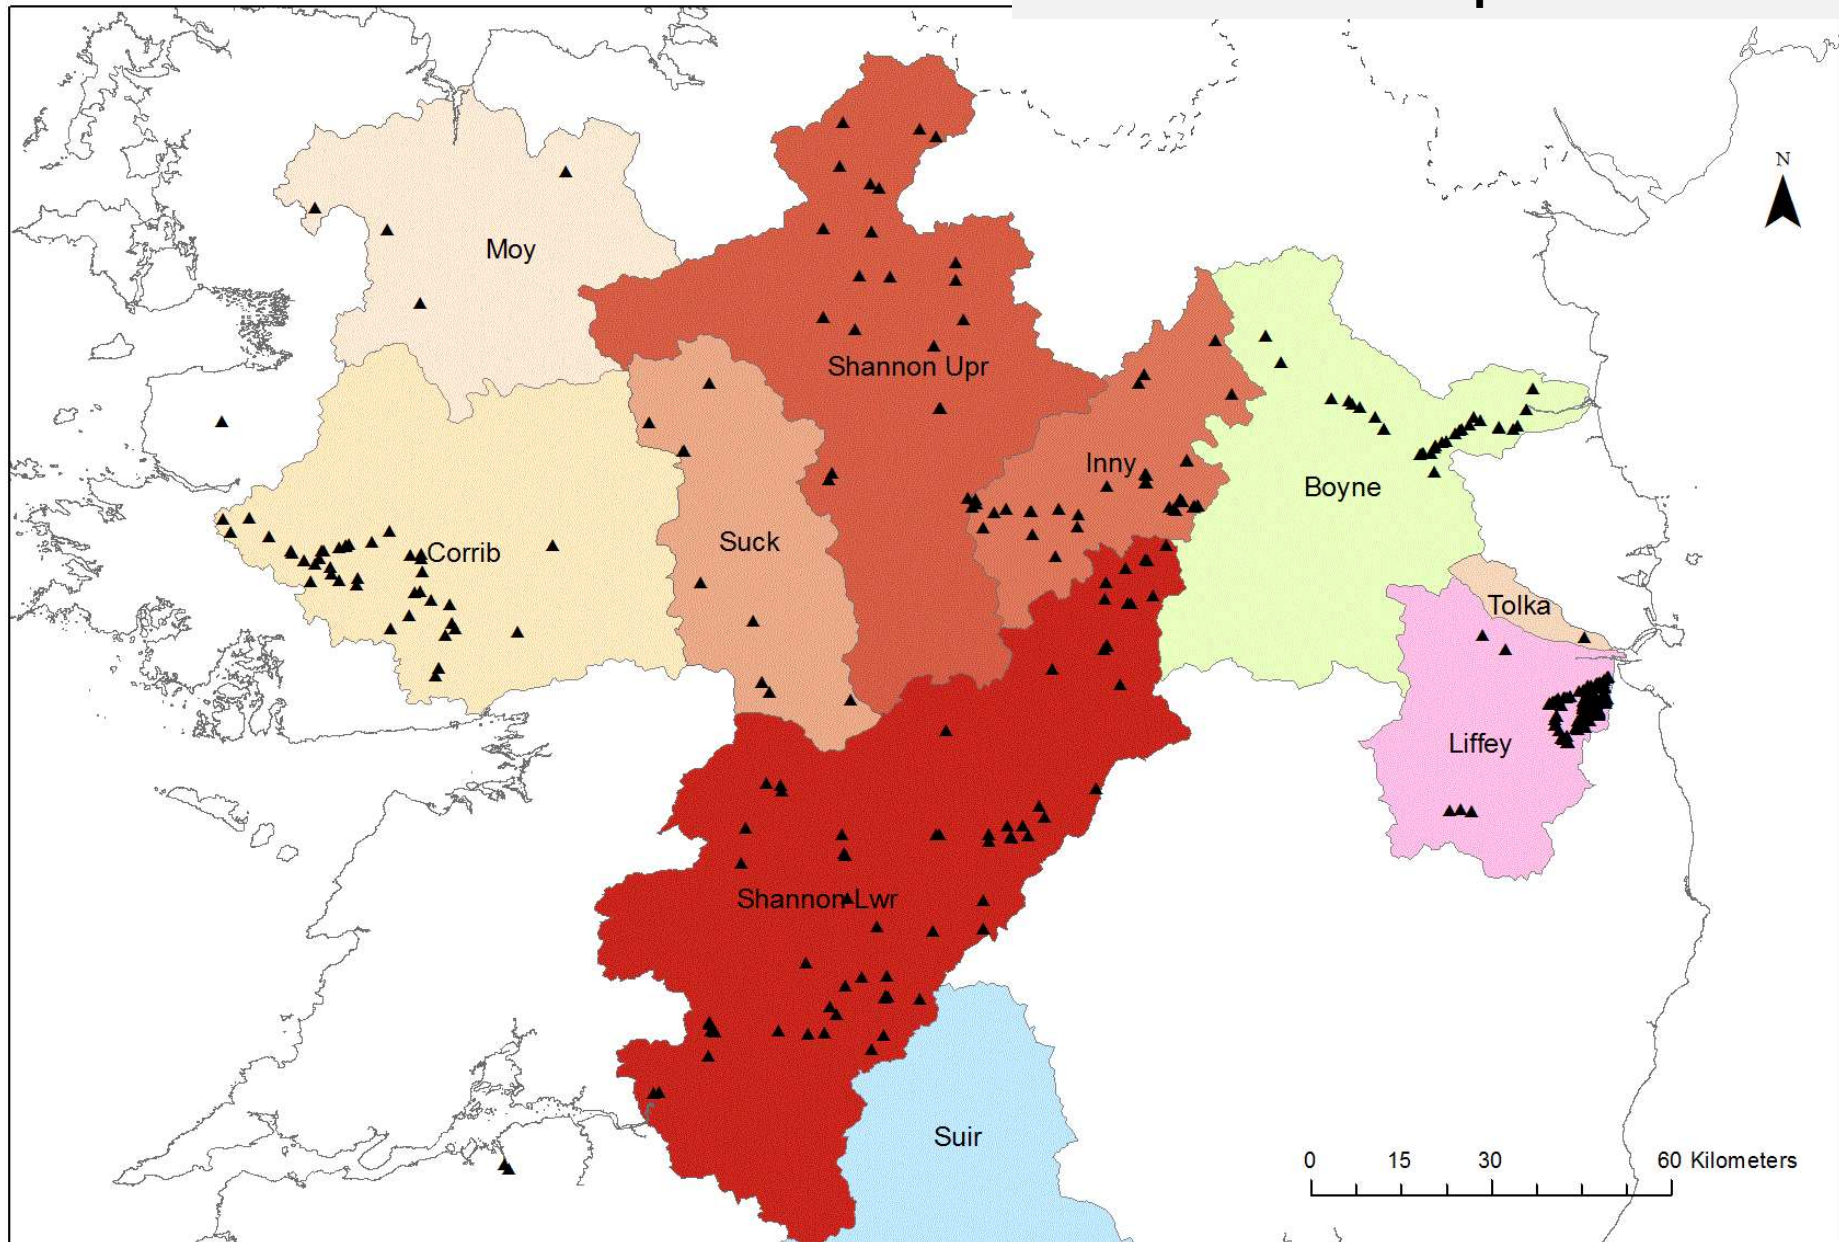 N
Moy
Shannon Upr
Inny
Boyne
Suck
Corrib
Tolka
Liffey
Shannon Lwr
Suir
0 15 30 60 Kilometers